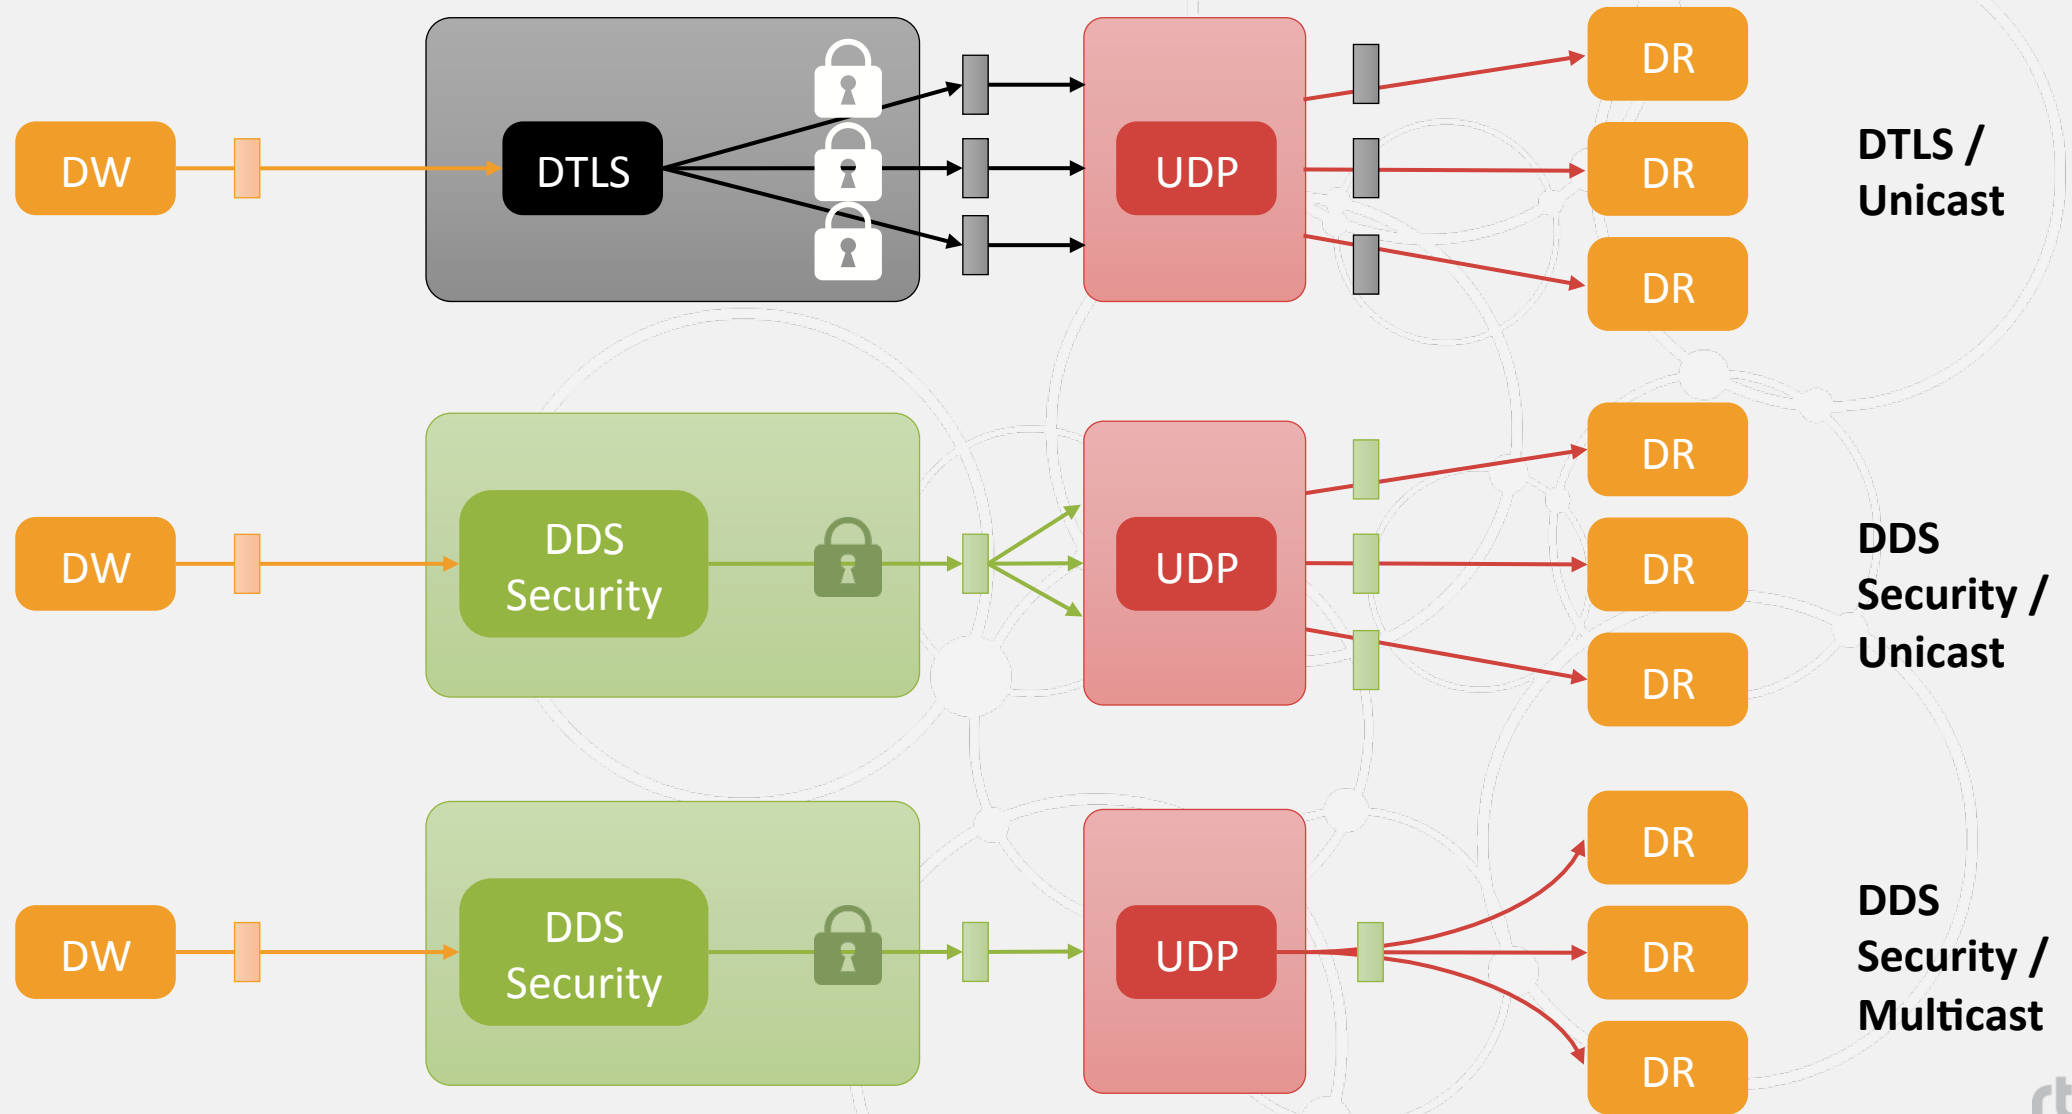 DW
DTLS
UDP
DR
DR
DR
DTLS /
Unicast
DW
DDS
Security
UDP
DR
DR
DR
DDS
Security /
Unicast
DW
DDS
Security
UDP
DR
DR
DR
DDS
Security /
Multicast